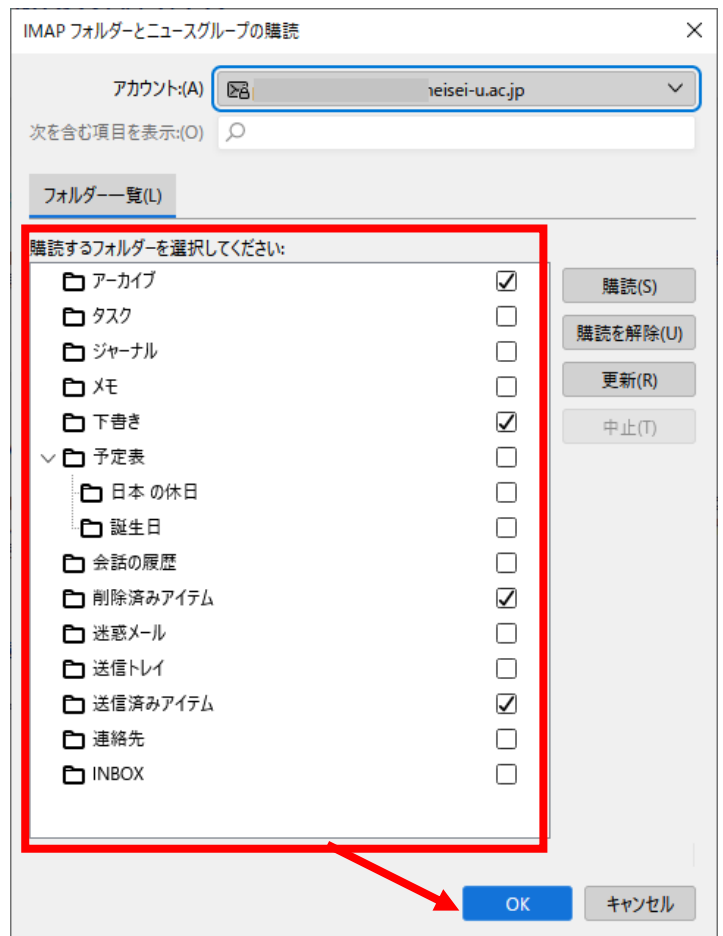 IMAP フォルダーとニュースグループの購読
アカウント:(A) eisei-u.ac.jp
次を含む項目を表示:(O)
フォルダー一覧(L)
購読するフォルダーを選択してください:
アーカイブ
タスク
ジャーナル
メモ
下書き
予定表
日本 の休日
誕生日
会話の履歴
削除済みアイテム
迷惑メール
送信トレイ
送信済みアイテム
連絡先
INBOX
購読(S)
購読を解除(U)
更新(R)
中止(T)
OK
キャンセル